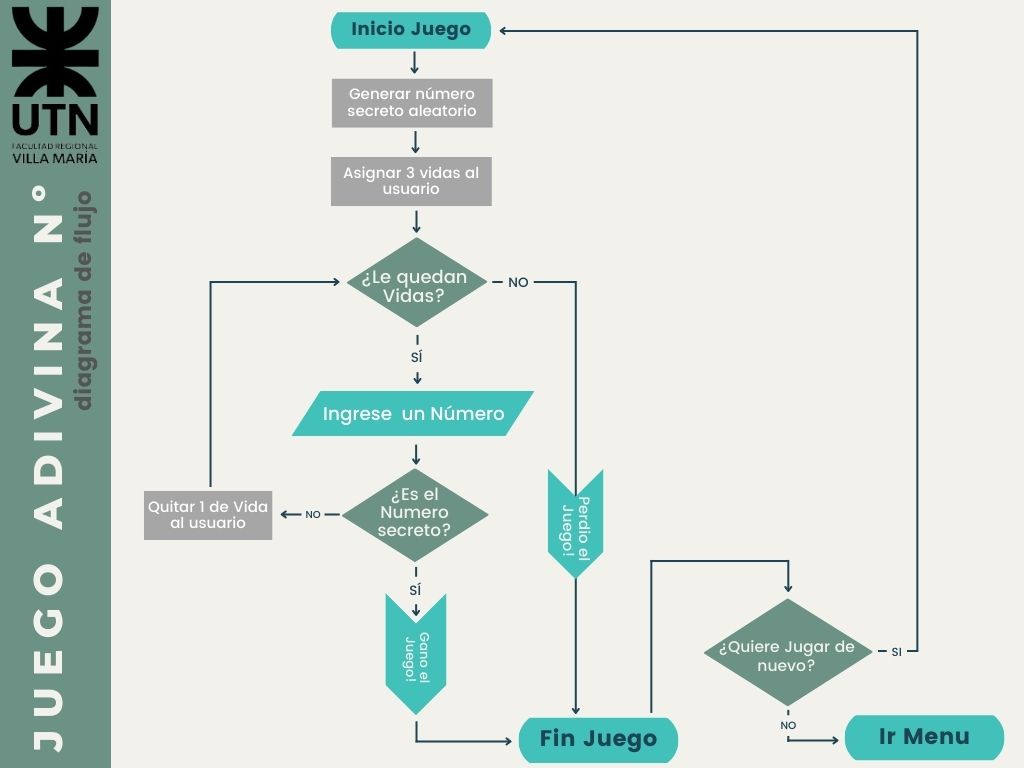 UTN
FACULTAD REGIONAL
VILLA MARÍA
JUEGO ADIVINA N°
diagrama de flujo
Inicio Juego
Generar número
secreto aleatorio
Asignar 3 vidas al
usuario
¿Le quedan
Vidas?
NO
SÍ
Ingrese un Número
¿Es el
Numero
secreto?
NO
Quitar 1 de Vida
al usuario
SÍ
Gano el
Juego!
Perdio el
Juego!
Fin Juego
¿Quiere Jugar de
nuevo?
SI
NO
Ir Menu